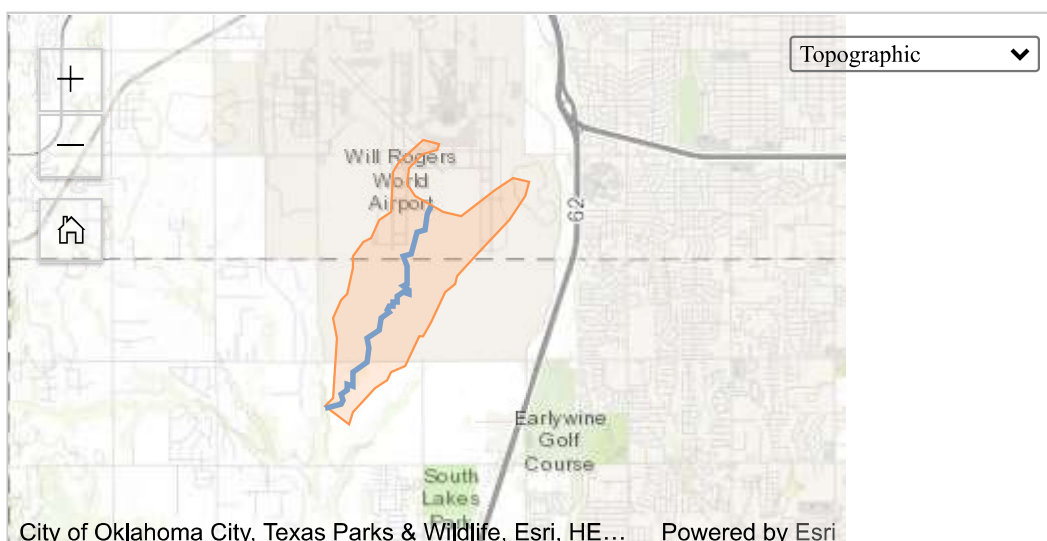 +
Topographic
−
Will Rogers
World
Airport
62
Earlywine
Golf
Course
South
Lakes
Park
City of Oklahoma City, Texas Parks & Wildlife, Esri, HE... Powered by Esri